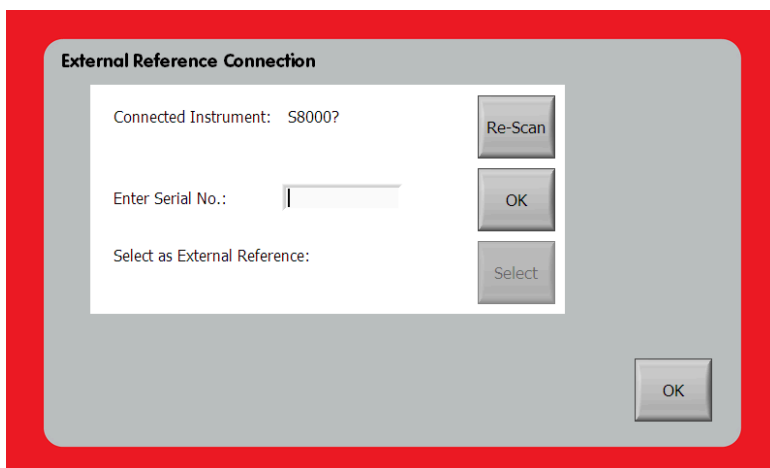 External Reference Connection
Connected Instrument: S8000?
Re-Scan
Enter Serial No.:
OK
Select as External Reference:
Select
OK